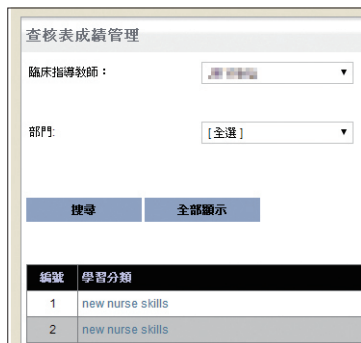 查核表成績管理
臨床指導教師：
部門:
[全選]
搜尋 全部顯示
編號 學習分類
1 new nurse skills
2 new nurse skills